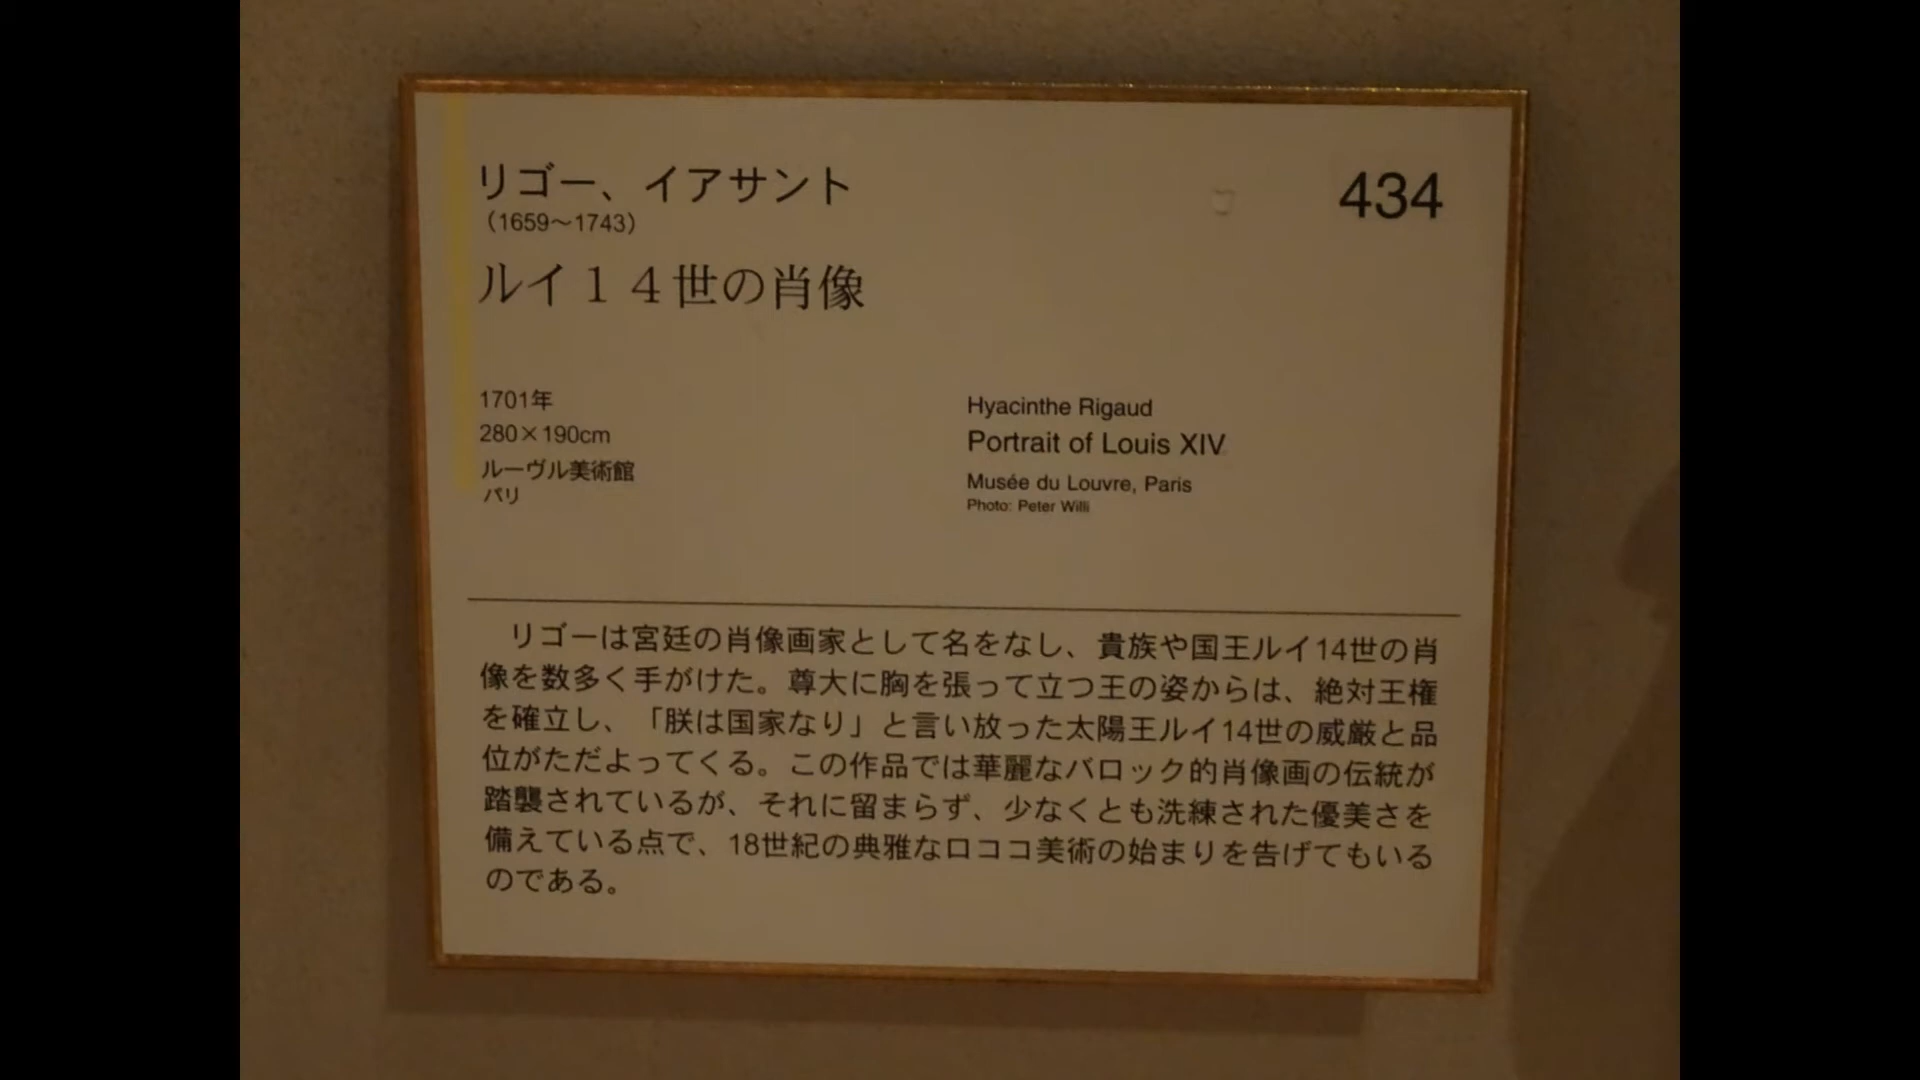 リゴー、イアサント
434
（1659～1743）
ルイ１４世の肖像
1701年
280×190cm
ルーヴル美術館
パリ
Hyacinthe Rigaud
Portrait of Louis XIV
Musée du Louvre, Paris
Photo: Peter Willi
リゴーは宮廷の肖像画家として名をなし、貴族や国王ルイ14世の肖
像を数多く手がけた。尊大に胸を張って立つ王の姿からは、絶対王権
を確立し、「朕は国家なり」と言い放った太陽王ルイ14世の威厳と品
位がただよってくる。この作品では華麗なバロック的肖像画の伝統が
踏襲されているが、それに留まらず、少なくとも洗練された優美さを
備えている点で、18世紀の典雅なロココ美術の始まりを告げてもいる
のである。